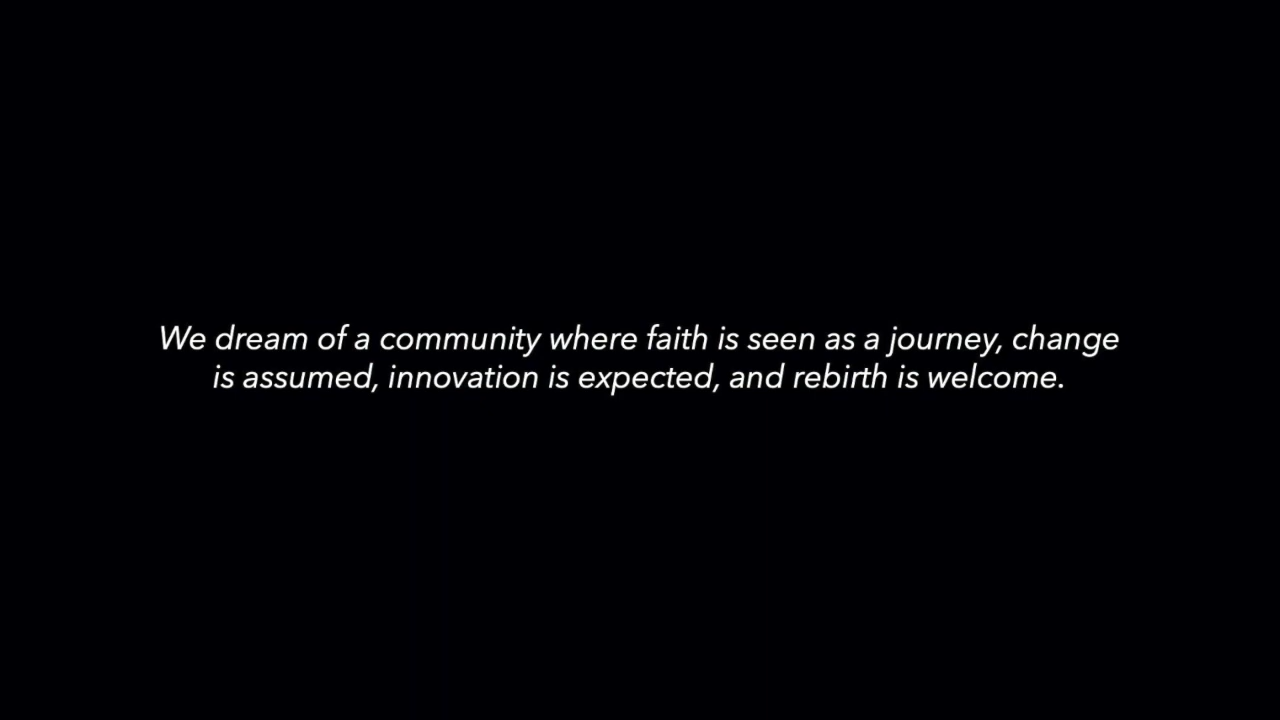 We dream of a community where faith is seen as a journey, change
is assumed, innovation is expected, and rebirth is welcome.